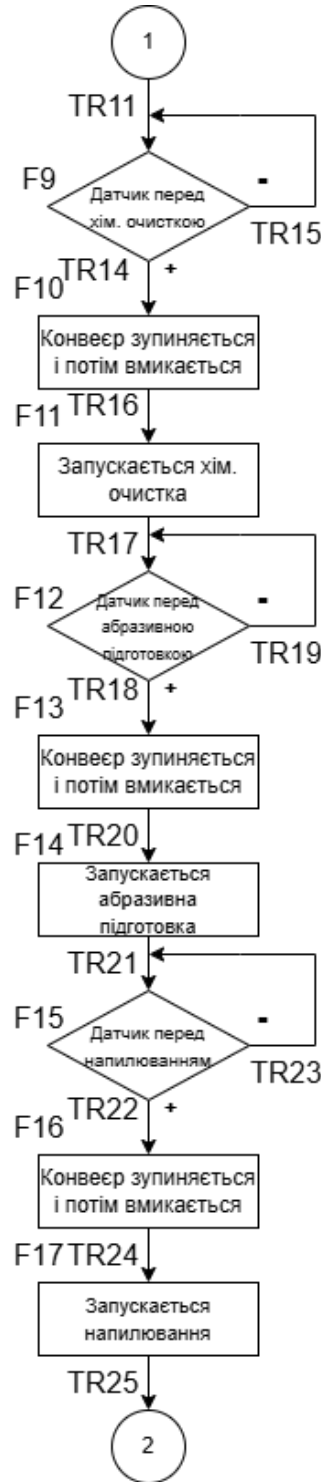 1
TR11
F9
-
Датчик перед
хім. очисткою
TR15
TR14
+
F10
Конвеєр зупиняється
і потім вмикається
F11
TR16
Запускається хім.
очистка
TR17
F12
-
Датчик перед
абразивною
підготовкою
TR19
TR18
+
F13
Конвеєр зупиняється
і потім вмикається
F14
TR20
Запускається
абразивна
підготовка
TR21
F15
-
Датчик перед
напилюванням
TR23
TR22
+
F16
Конвеєр зупиняється
і потім вмикається
F17
TR24
Запускається
напилювання
TR25
2